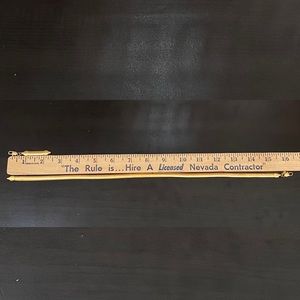 1 2 3 4 5 6 7 8 9 10 11 12 13 14 15 16
"The Rule is...Hire A Licensed Nevada Contractor"